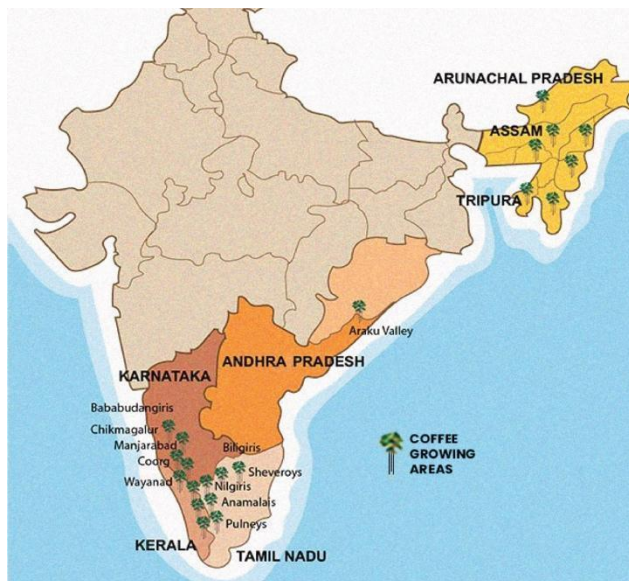 ARUNACHAL PRADESH
ASSAM
TRIPURA
Araku Valley
ANDHRA PRADESH
KARNATAKA
Bababudangiris
Chikmagalur
Manjarabad
Coorg
Wayanad
Biligiris
Sheveroys
Nilgiris
Anamalais
Pulneys
KERALA
TAMIL NADU
COFFEE
GROWING
AREAS